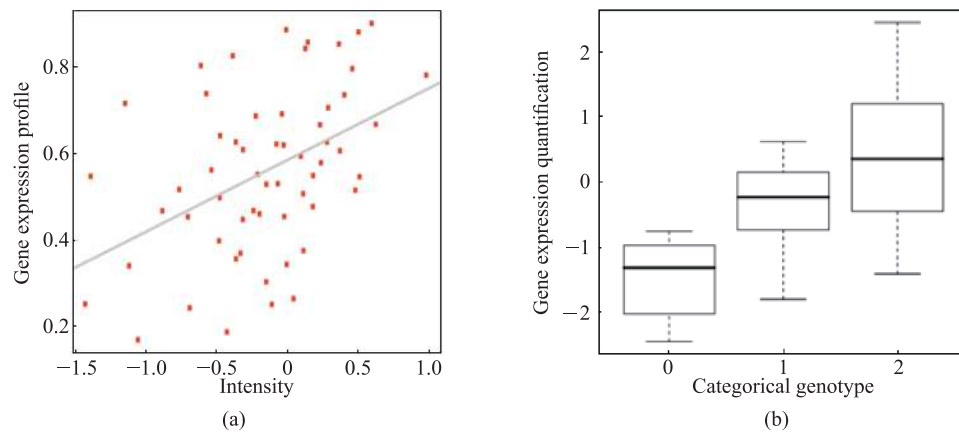 Gene expression profile
0.8
0.6
0.4
0.2
−1.5 −1.0 −0.5 0 0.5 1.0
Intensity
(a)
Gene expression quantification
2
1
0
−1
−2
0 1 2
Categorical genotype
(b)